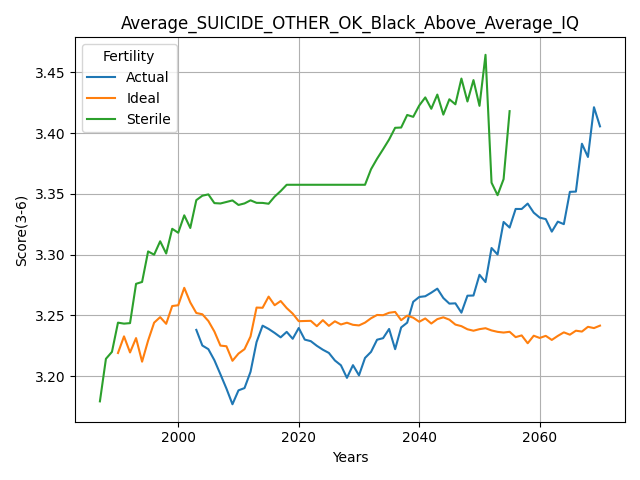 Average_SUICIDE_OTHER_OK_Black_Above_Average_IQ
Fertility
Actual
Ideal
Sterile
Score(3-6)
3.45
3.40
3.35
3.30
3.25
3.20
2000
2020
2040
2060
Years